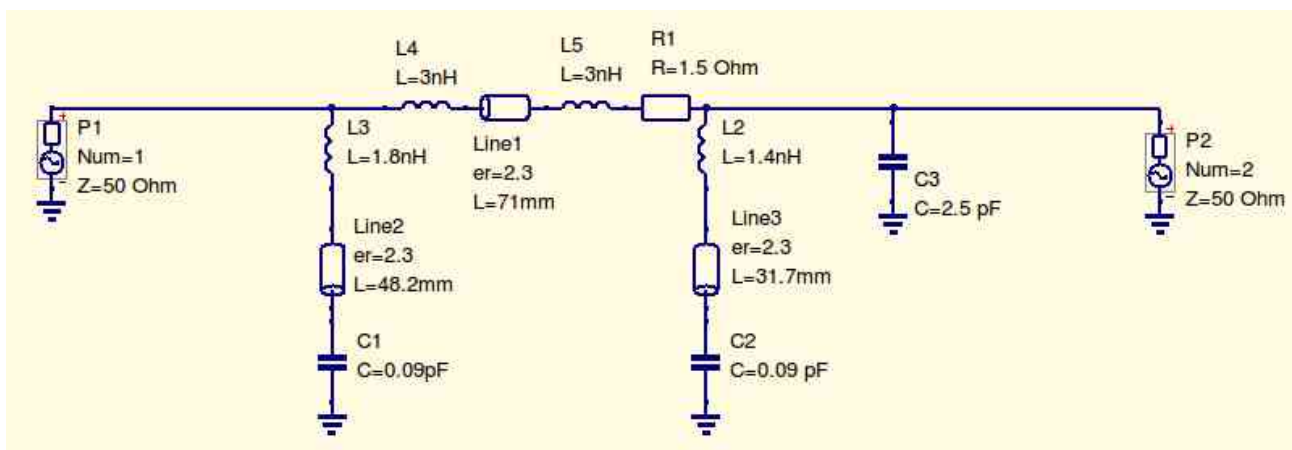 L4
L=3nH
L5
L=3nH
R1
R=1.5 Ohm
P1
Num=1
Z=50 Ohm
L3
L=1.8nH
Line1
er=2.3
L=71mm
L2
L=1.4nH
C3
C=2.5 pF
P2
Num=2
Z=50 Ohm
Line2
er=2.3
L=48.2mm
Line3
er=2.3
L=31.7mm
C1
C=0.09pF
C2
C=0.09 pF